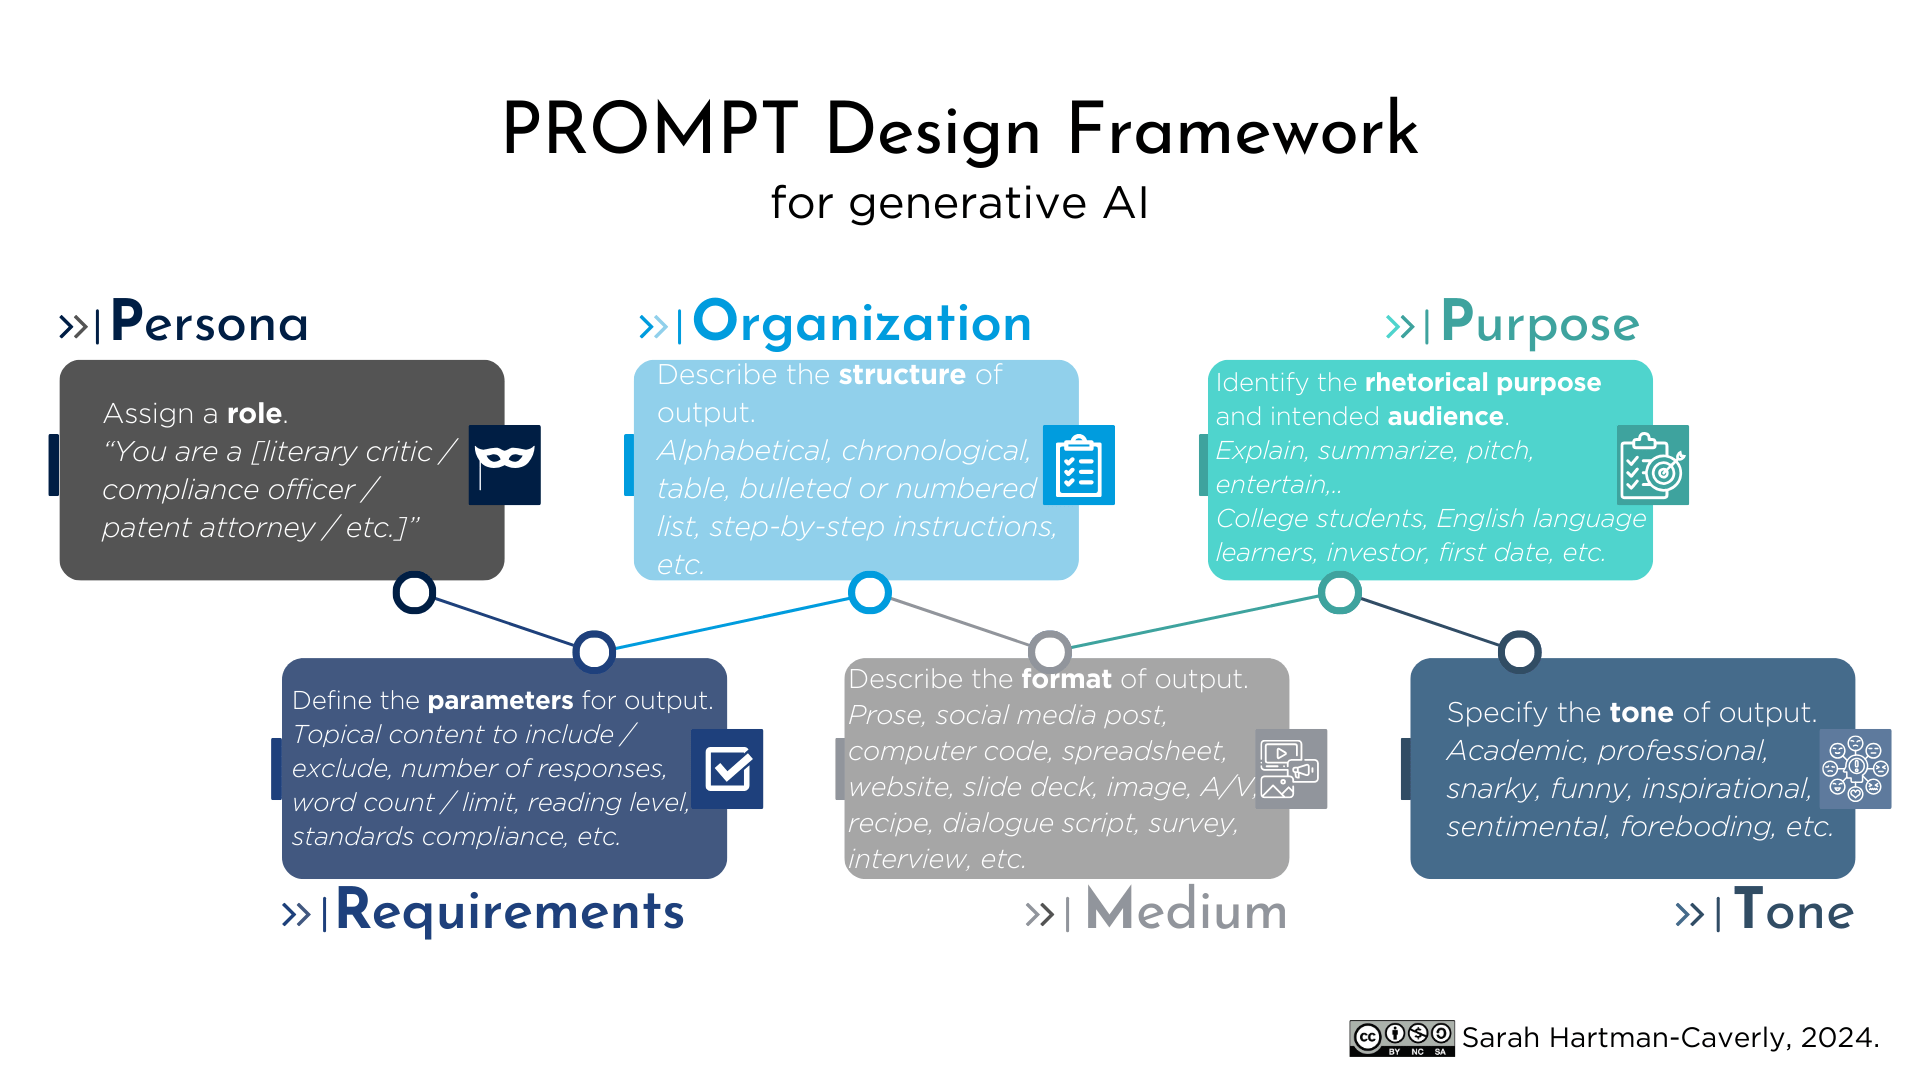 PROMPT Design Framework
for generative AI
Persona
Assign a role.
“You are a [literary critic /
compliance officer /
patent attorney / etc.]”
Requirements
Define the parameters for output.
Topical content to include /
exclude, number of responses,
word count / limit, reading level,
standards compliance, etc.
Organization
Describe the structure of
output.
Alphabetical, chronological,
table, bulleted or numbered
list, step-by-step instructions,
etc.
Medium
Describe the format of output.
Prose, social media post,
computer code, spreadsheet,
website, slide deck, image, A/V,
recipe, dialogue script, survey,
interview, etc.
Purpose
Identify the rhetorical purpose
and intended audience.
Explain, summarize, pitch,
entertain,..
College students, English language
learners, investor, first date, etc.
Tone
Specify the tone of output.
Academic, professional,
snarky, funny, inspirational,
sentimental, foreboding, etc.
cc BY NC SA
Sarah Hartman-Caverly, 2024.